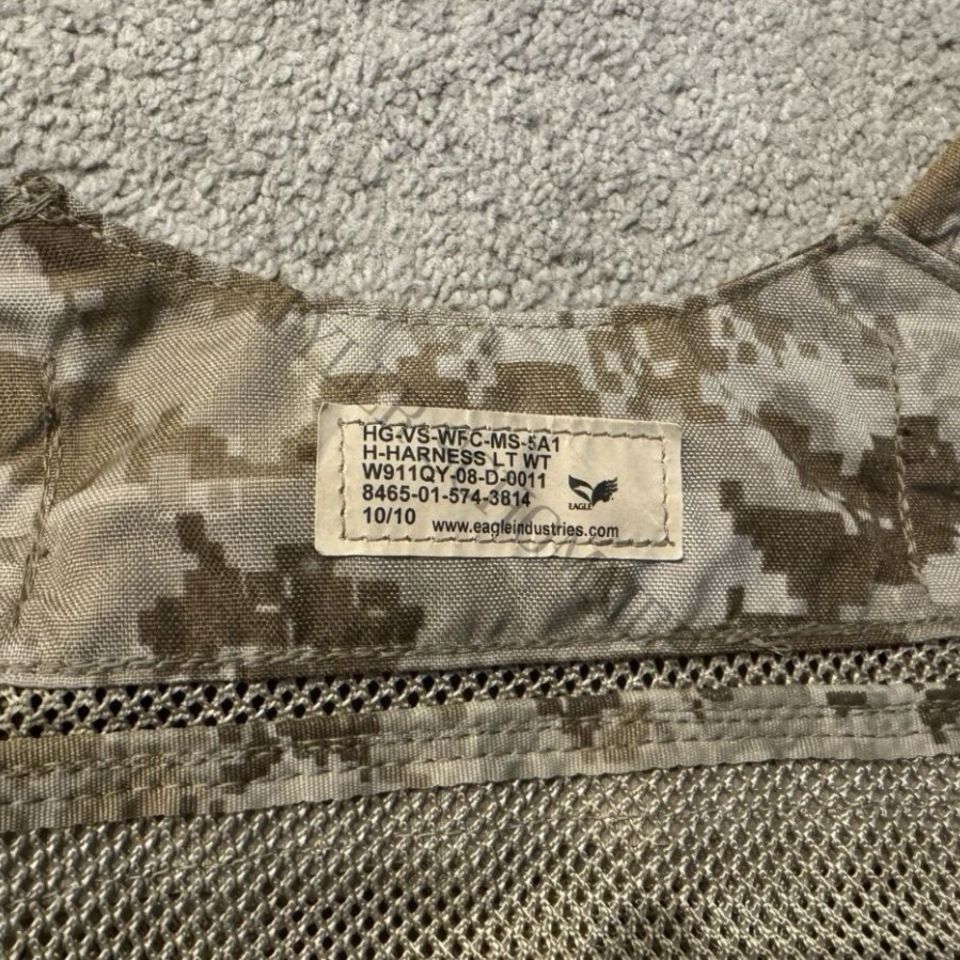 HG-VS-WFC-MS-5A1
H-HARNESS LT WT
W911QY-08-D-0011
8465-01-574-3814
EAGLE
10/10 www.eagleindustries.com